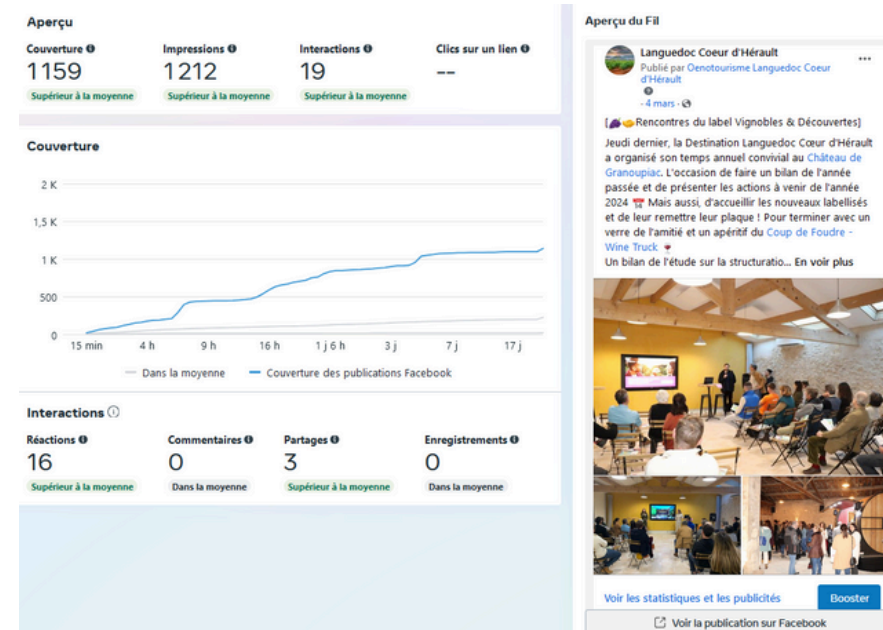 Aperçu
Couverture
Impressions
Interactions
Clics sur un lien
1159
1212
19
--
Supérieur à la moyenne
Supérieur à la moyenne
Supérieur à la moyenne
Couverture
2 K
1,5 K
1 K
500
0
15 min
4 h
9 h
16 h
1 j 6 h
3 j
7 j
17 j
Dans la moyenne
Couverture des publications Facebook
Interactions
Réactions
Commentaires
Partages
Enregistrements
16
0
3
0
Supérieur à la moyenne
Dans la moyenne
Supérieur à la moyenne
Dans la moyenne
Aperçu du Fil
Languedoc Coeur d'Hérault
Publié par Oenotourisme Languedoc Coeur
d'Hérault
· 4 mars ·
[🍇🤝Rencontres du label Vignobles & Découvertes]
Jeudi dernier, la Destination Languedoc Cœur d'Hérault
a organisé son temps annuel convivial au Château de
Granoupiac. L'occasion de faire un bilan de l'année
passée et de présenter les actions à venir de l'année
2024 📅 Mais aussi, d'accueillir les nouveaux labellisés
et de leur remettre leur plaque ! Pour terminer avec un
verre de l'amitié et un apéritif du Coup de Foudre -
Wine Truck 🍷
Un bilan de l'étude sur la structuratio... En voir plus
Voir les statistiques et les publicités
Booster
Voir la publication sur Facebook